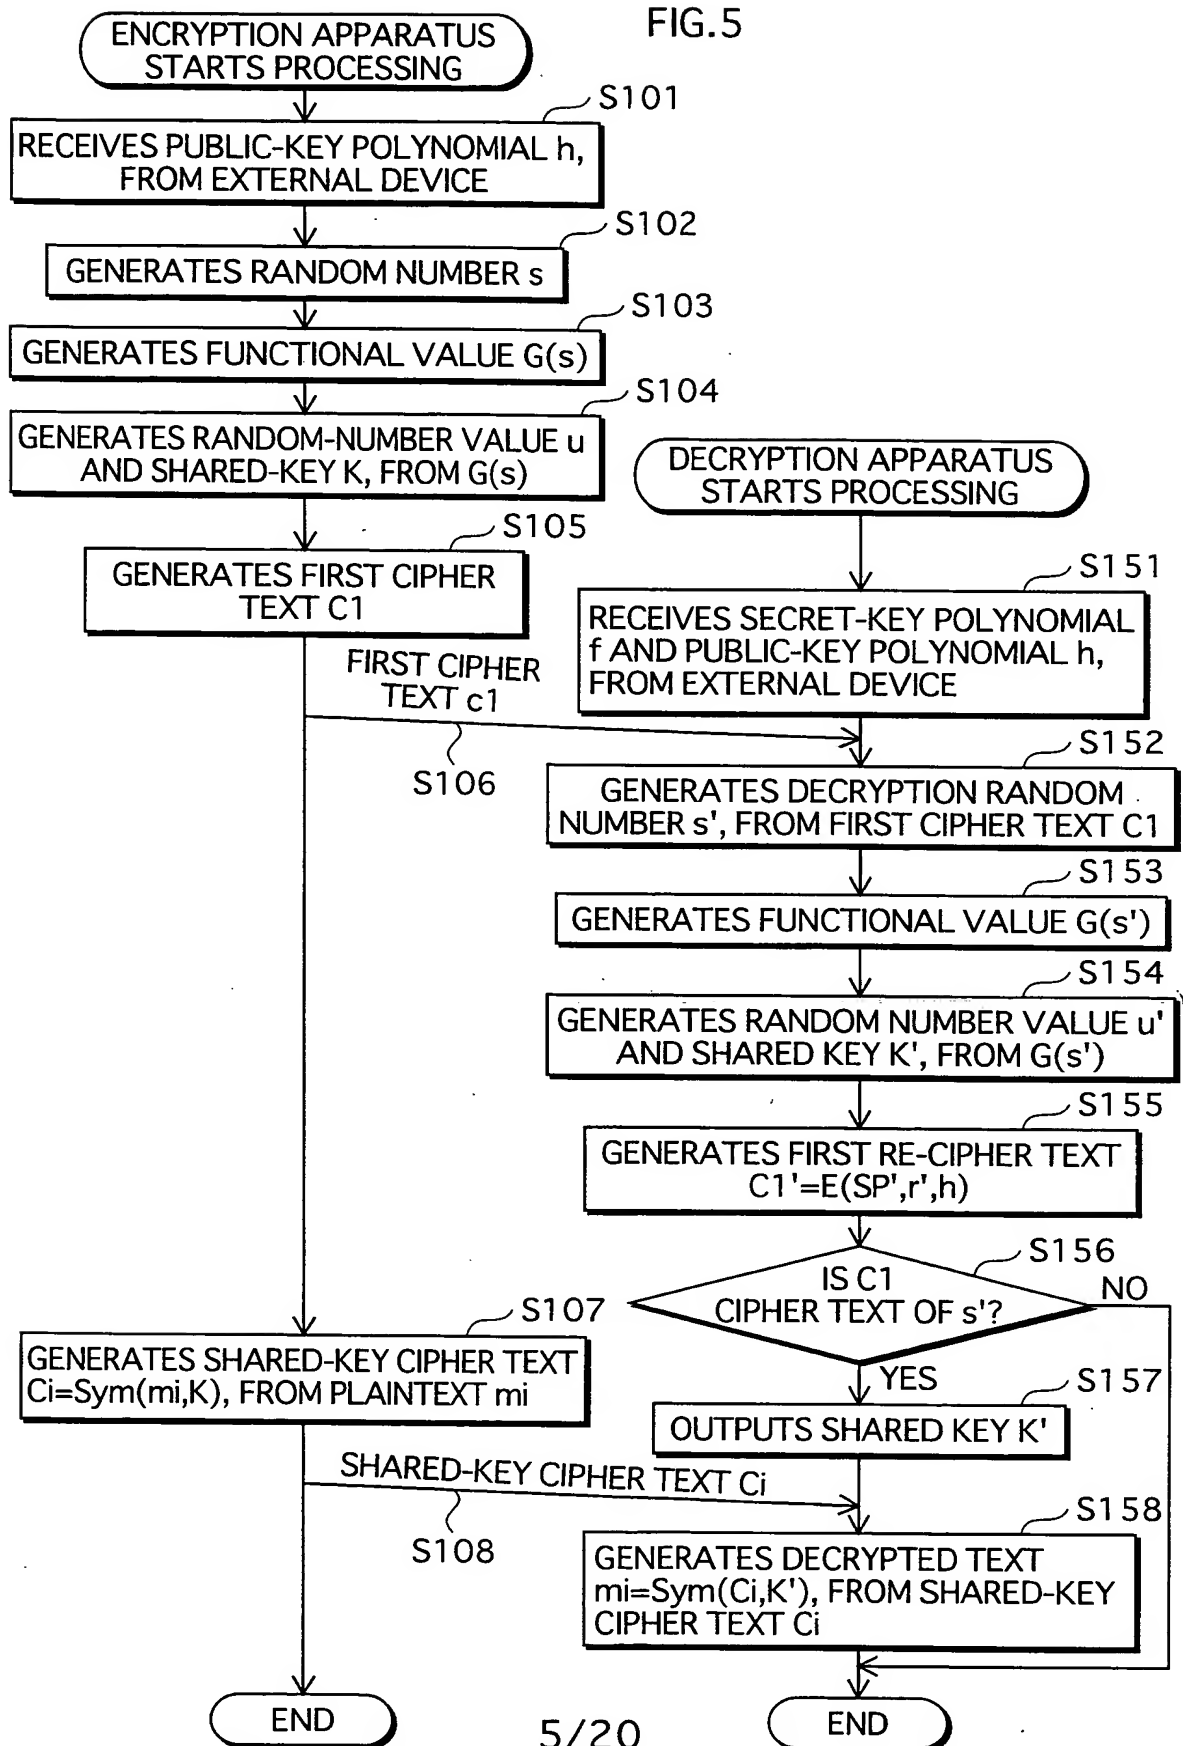 FIG.5
ENCRYPTION APPARATUS
STARTS PROCESSING
S101
RECEIVES PUBLIC-KEY POLYNOMIAL h,
FROM EXTERNAL DEVICE
S102
GENERATES RANDOM NUMBER s
S103
GENERATES FUNCTIONAL VALUE G(s)
S104
GENERATES RANDOM-NUMBER VALUE u
AND SHARED-KEY K, FROM G(s)
S105
GENERATES FIRST CIPHER
TEXT C1
FIRST CIPHER
TEXT c1
S106
S107
GENERATES SHARED-KEY CIPHER TEXT
Ci=Sym(mi,K), FROM PLAINTEXT mi
SHARED-KEY CIPHER TEXT Ci
S108
END
DECRYPTION APPARATUS
STARTS PROCESSING
S151
RECEIVES SECRET-KEY POLYNOMIAL
f AND PUBLIC-KEY POLYNOMIAL h,
FROM EXTERNAL DEVICE
S152
GENERATES DECRYPTION RANDOM
NUMBER s', FROM FIRST CIPHER TEXT C1
S153
GENERATES FUNCTIONAL VALUE G(s')
S154
GENERATES RANDOM NUMBER VALUE u'
AND SHARED KEY K', FROM G(s')
S155
GENERATES FIRST RE-CIPHER TEXT
C1'=E(SP',r',h)
S156
IS C1
CIPHER TEXT OF s'?
NO
YES
S157
OUTPUTS SHARED KEY K'
S158
GENERATES DECRYPTED TEXT
mi=Sym(Ci,K'), FROM SHARED-KEY
CIPHER TEXT Ci
END
5/20